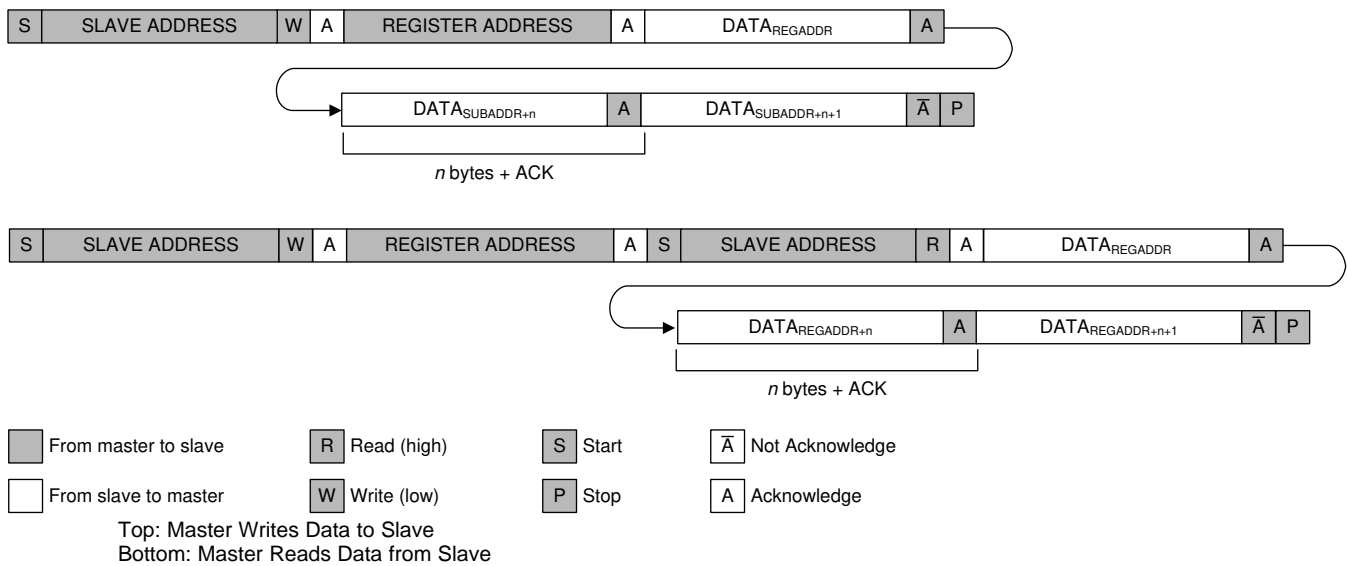 S SLAVE ADDRESS W A REGISTER ADDRESS A DATAREGADDR A
DATASUBADDR+n A DATASUBADDR+n+1 A̅ P
n bytes + ACK
S SLAVE ADDRESS W A REGISTER ADDRESS A S SLAVE ADDRESS R A DATAREGADDR A
DATAREGADDR+n A DATAREGADDR+n+1 A̅ P
n bytes + ACK
From master to slave R Read (high) S Start A̅ Not Acknowledge
From slave to master W Write (low) P Stop A Acknowledge
Top: Master Writes Data to Slave
Bottom: Master Reads Data from Slave